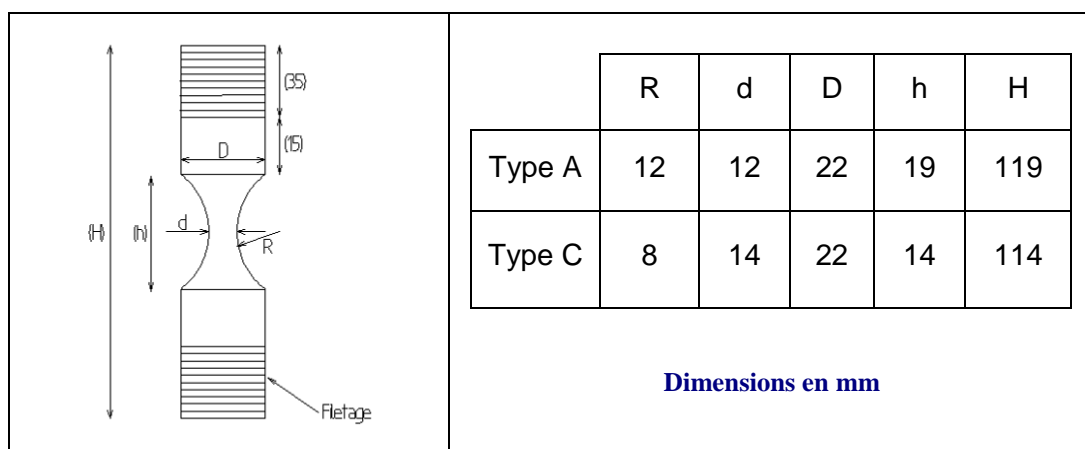 (35)
(15)
D
d
(H)
(h)
R
Filetage
R d D h H
Type A 12 12 22 19 119
Type C 8 14 22 14 114
Dimensions en mm